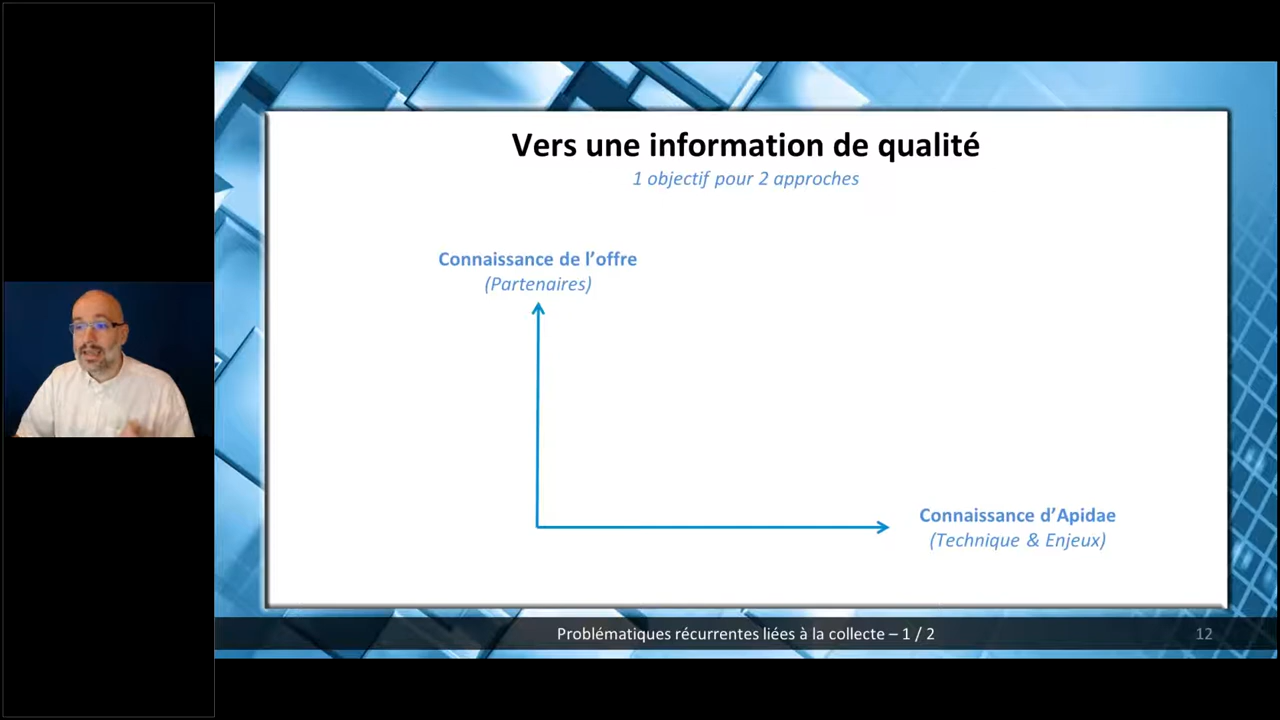 Vers une information de qualité
1 objectif pour 2 approches
Connaissance de l’offre
(Partenaires)
Connaissance d’Apidae
(Technique & Enjeux)
Problématiques récurrentes liées à la collecte – 1 / 2
12